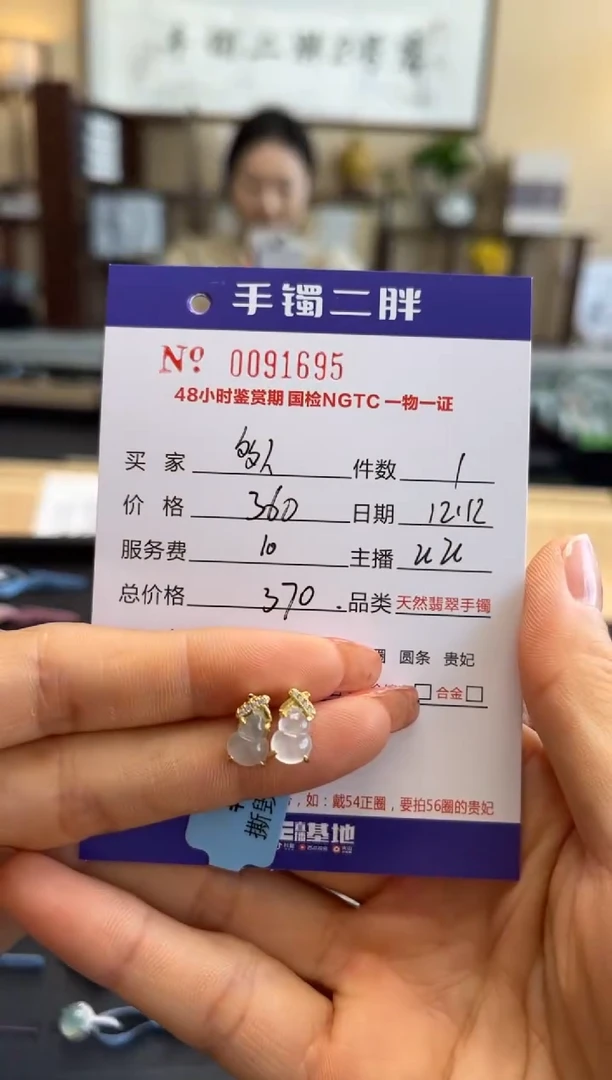 手镯二胖
Nº 0091695
48小时鉴赏期 国检NGTC 一物一证
买家 件数 1
价格 360 日期 12.12
服务费 10 主播
总价格 370. 品类 天然翡翠手镯
圆条 贵妃
合金
，如：戴54正圈，要拍56圈的贵妃
撕毁
基地